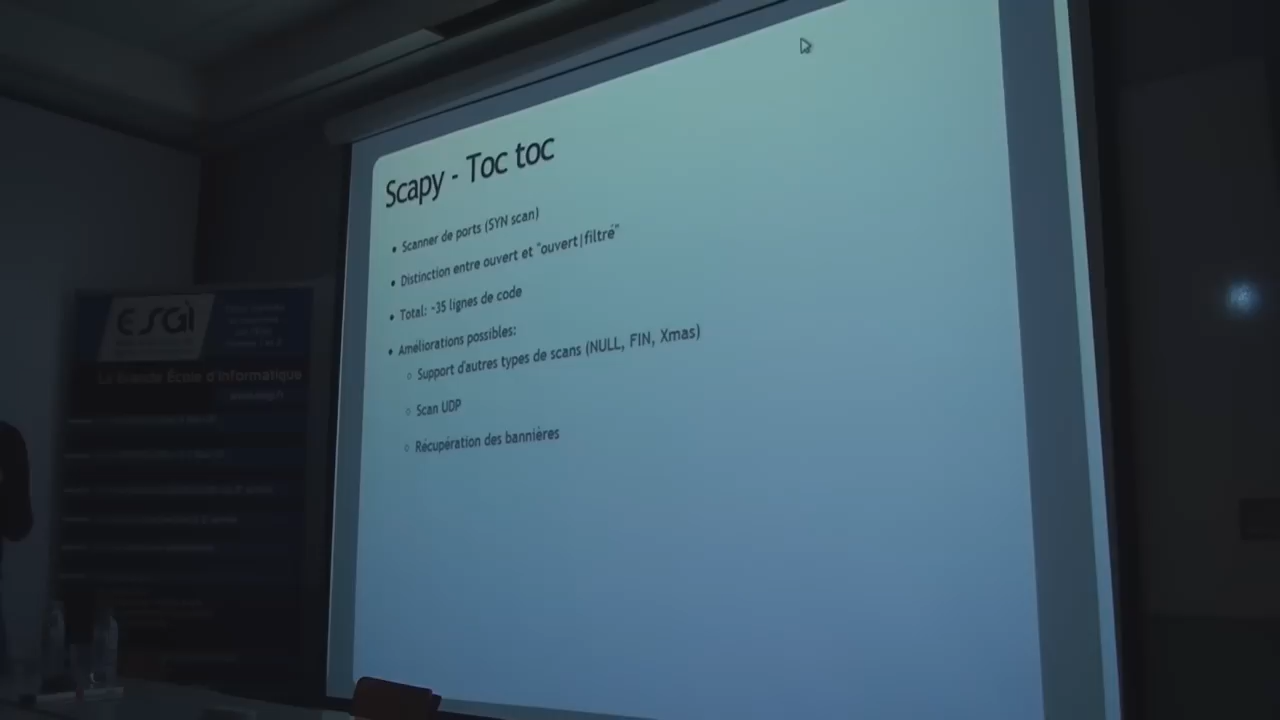 Scapy - Toc toc
Scanner de ports (SYN scan)
Distinction entre ouvert et "ouvert|filtré"
Total: ~35 lignes de code
Améliorations possibles:
Support d'autres types de scans (NULL, FIN, Xmas)
Scan UDP
Récupération des bannières
ESGI
La Grande École d'Informatique